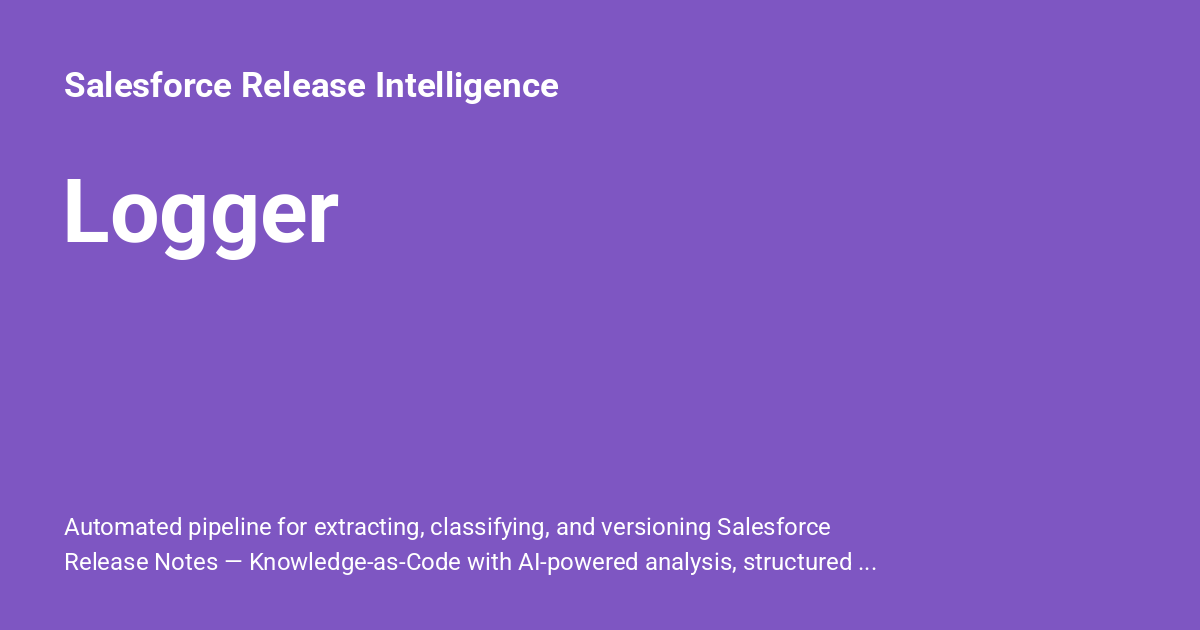 Salesforce Release Intelligence
Logger
Automated pipeline for extracting, classifying, and versioning Salesforce
Release Notes — Knowledge-as-Code with AI-powered analysis, structured ...